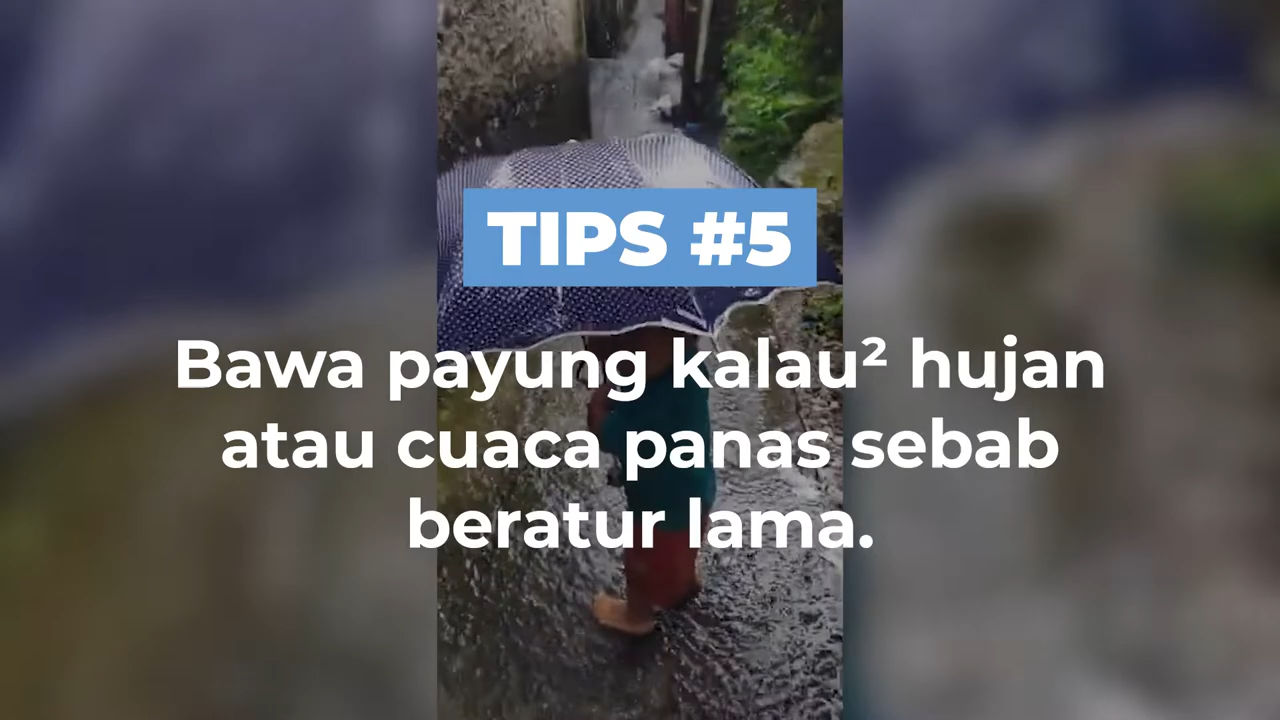 TIPS #5
Bawa payung kalau² hujan
atau cuaca panas sebab
beratur lama.